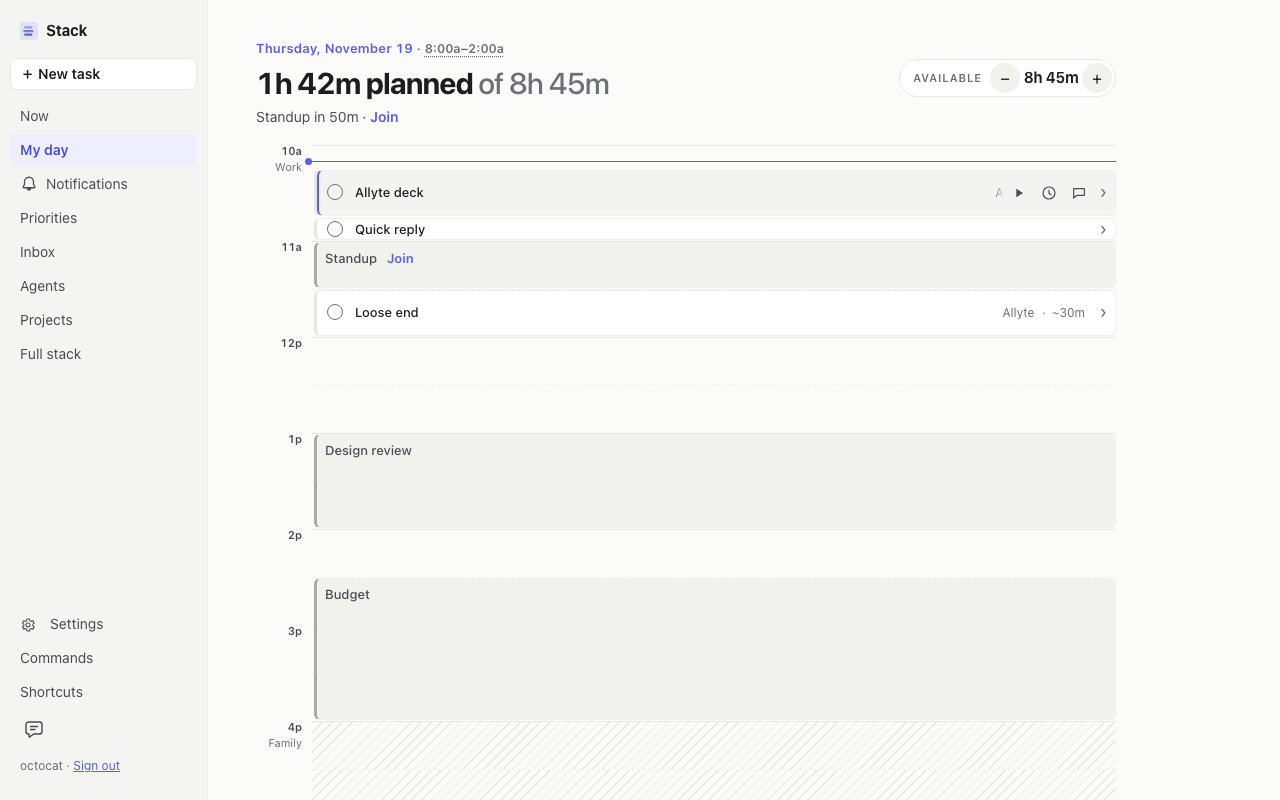 Stack
+ New task
Now
My day
Notifications
Priorities
Inbox
Agents
Projects
Full stack
Settings
Commands
Shortcuts
octocat · Sign out
Thursday, November 19 · 8:00a–2:00a
1h 42m planned of 8h 45m
Standup in 50m · Join
AVAILABLE − 8h 45m +
10a
Work
Allyte deck
Quick reply
11a
Standup Join
Loose end Allyte · ~30m
12p
1p
Design review
2p
Budget
3p
4p
Family